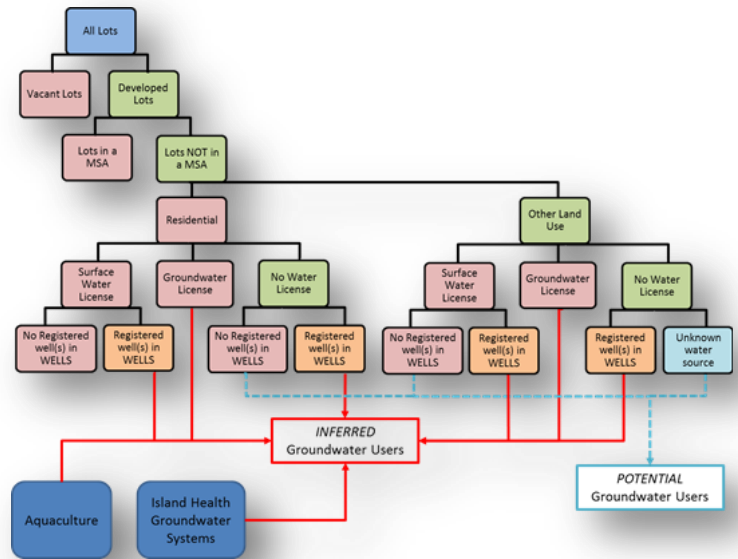 All Lots
Vacant Lots
Developed
Lots
Lots in a
MSA
Lots NOT in
a MSA
Residential
Other Land
Use
Surface
Water
License
Groundwater
License
No Water
License
Surface
Water
License
Groundwater
License
No Water
License
No Registered
well(s) in
WELLS
Registered
well(s) in
WELLS
No Registered
well(s) in
WELLS
Registered
well(s) in
WELLS
No Registered
well(s) in
WELLS
Registered
well(s) in
WELLS
Registered
well(s) in
WELLS
Unknown
water
source
INFERRED
Groundwater Users
POTENTIAL
Groundwater Users
Aquaculture
Island Health
Groundwater
Systems